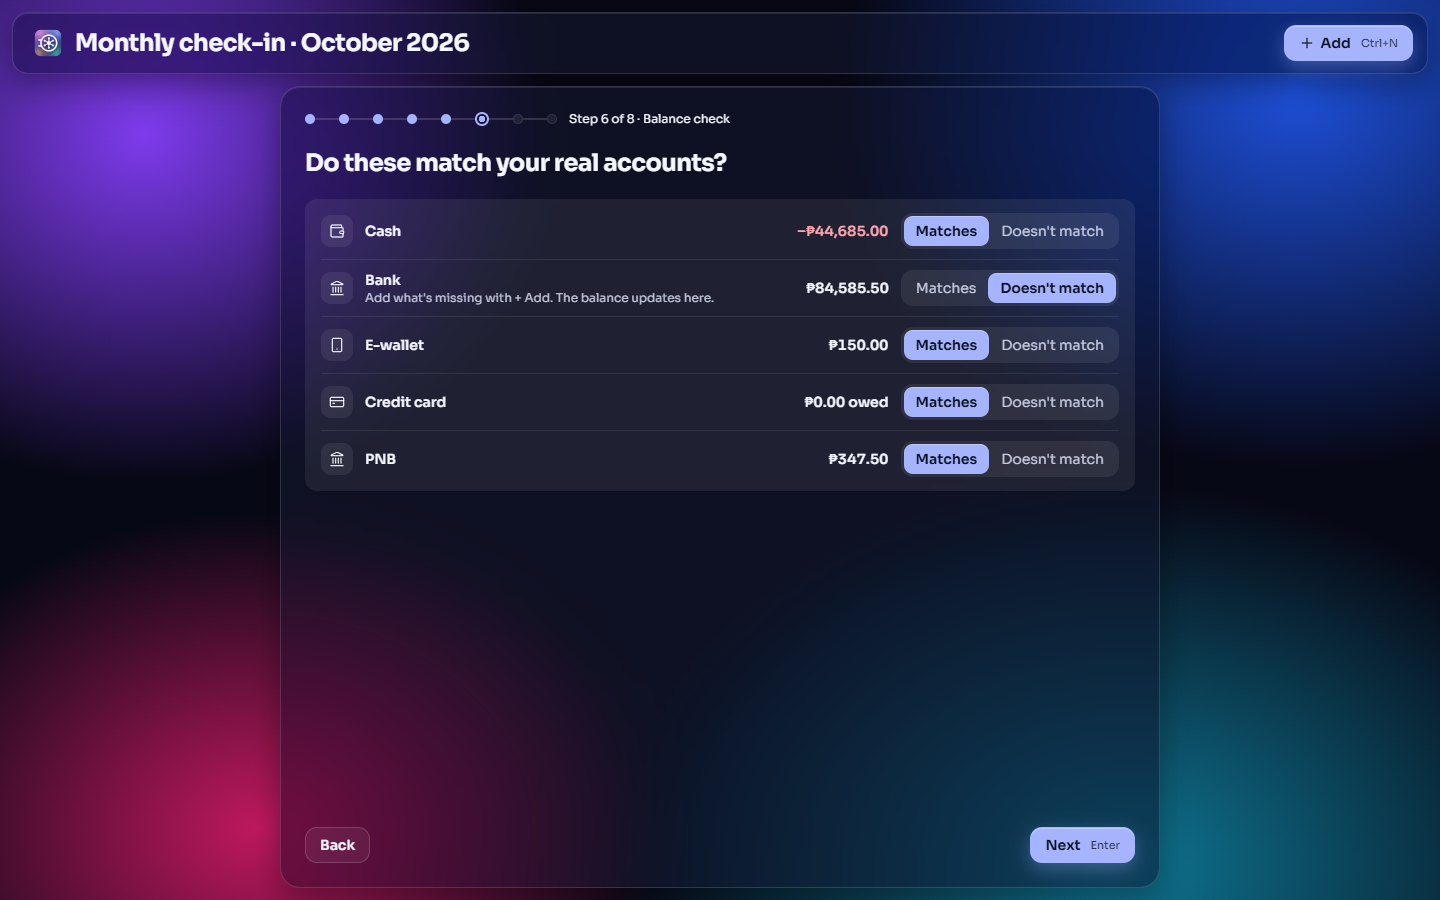 Monthly check-in · October 2026
+ Add Ctrl+N
Step 6 of 8 · Balance check
Do these match your real accounts?
Cash −₱44,685.00 Matches Doesn't match
Bank
Add what's missing with + Add. The balance updates here.
₱84,585.50 Matches Doesn't match
E-wallet ₱150.00 Matches Doesn't match
Credit card ₱0.00 owed Matches Doesn't match
PNB ₱347.50 Matches Doesn't match
Back
Next Enter